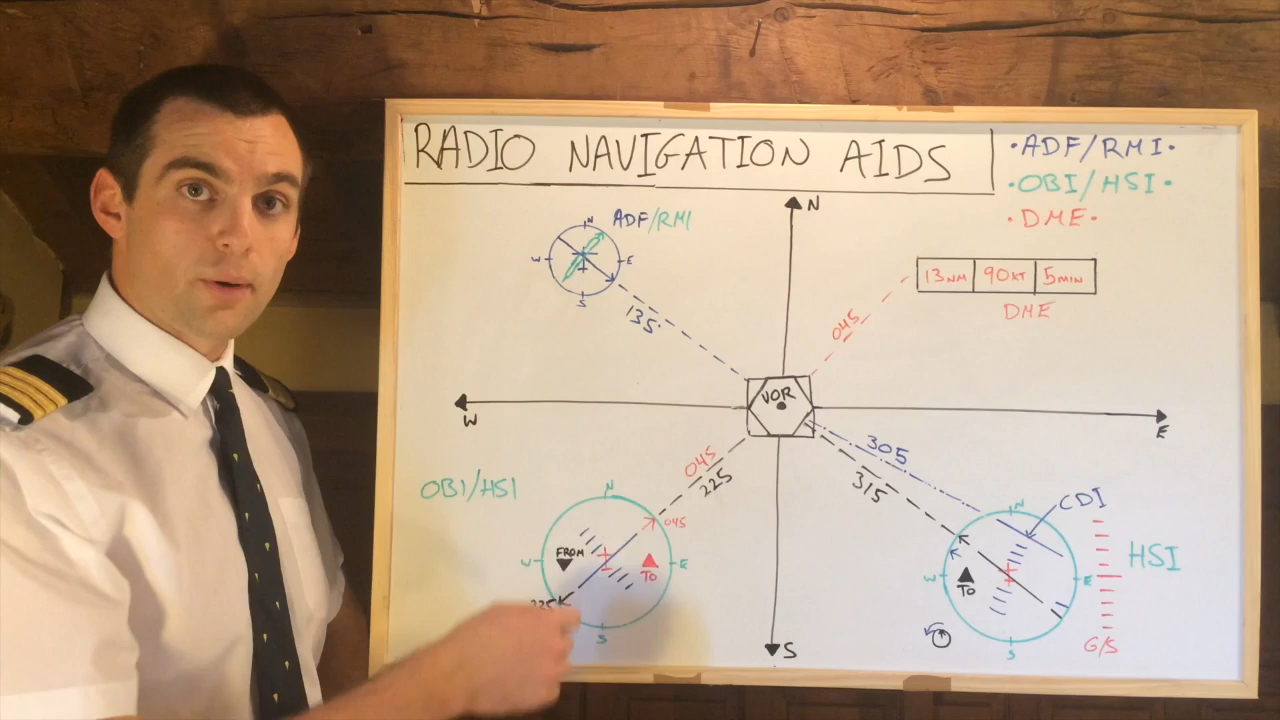 RADIO NAVIGATION AIDS
•ADF/RMI•
•OBI/HSI•
•DME•
N
ADF/RMI
N
W
E
S
135°
045
13NM 90KT 5MIN
DME
VOR
W
E
045
225
305
315
OBI/HSI
N
045
FROM
TO
W
E
225
S
CDI
N
HSI
W
E
TO
S
G/S
S